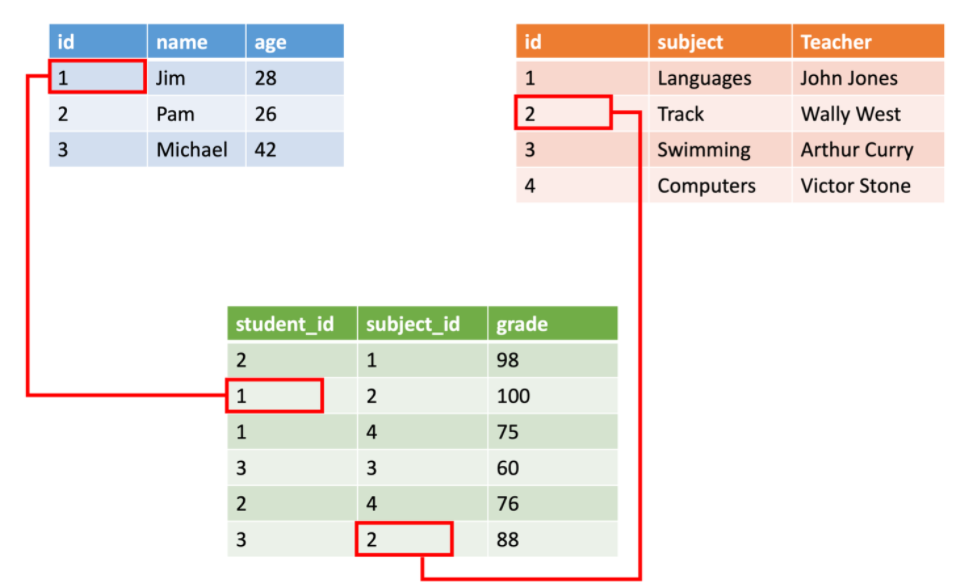 id name age
1 Jim 28
2 Pam 26
3 Michael 42
id subject Teacher
1 Languages John Jones
2 Track Wally West
3 Swimming Arthur Curry
4 Computers Victor Stone
student_id subject_id grade
2 1 98
1 2 100
1 4 75
3 3 60
2 4 76
3 2 88